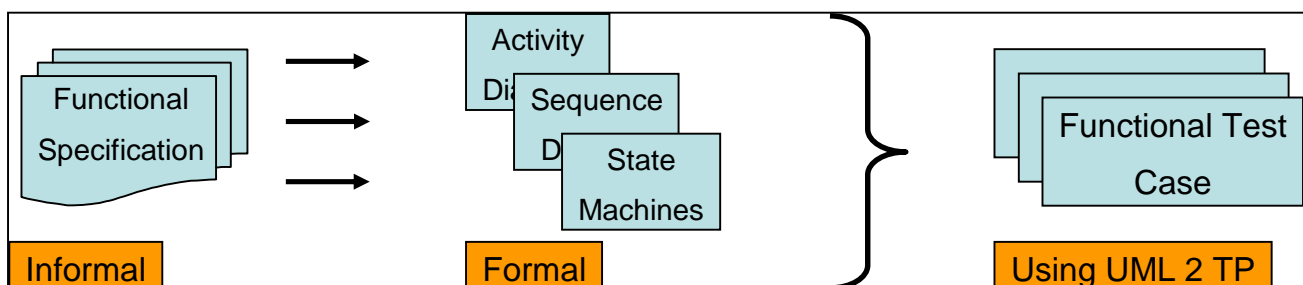 Functional
Specification
Activity
Sequence
State
Machines
Functional Test
Case
Informal
Formal
Using UML 2 TP